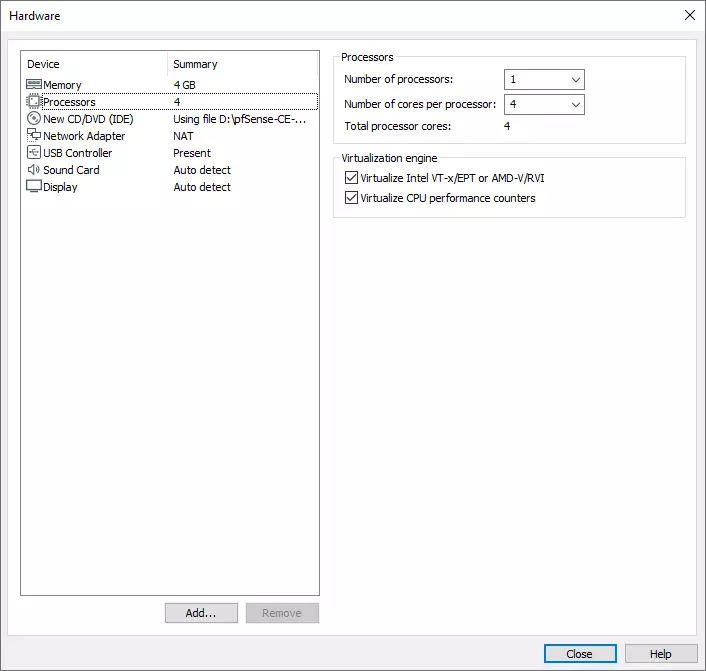 Hardware
Device Summary
Memory 4 GB
Processors 4
New CD/DVD (IDE) Using file D:\pfSense-CE-...
Network Adapter NAT
USB Controller Present
Sound Card Auto detect
Display Auto detect
Add...
Remove
Processors
Number of processors: 1
Number of cores per processor: 4
Total processor cores: 4
Virtualization engine
Virtualize Intel VT-x/EPT or AMD-V/RVI
Virtualize CPU performance counters
Close
Help